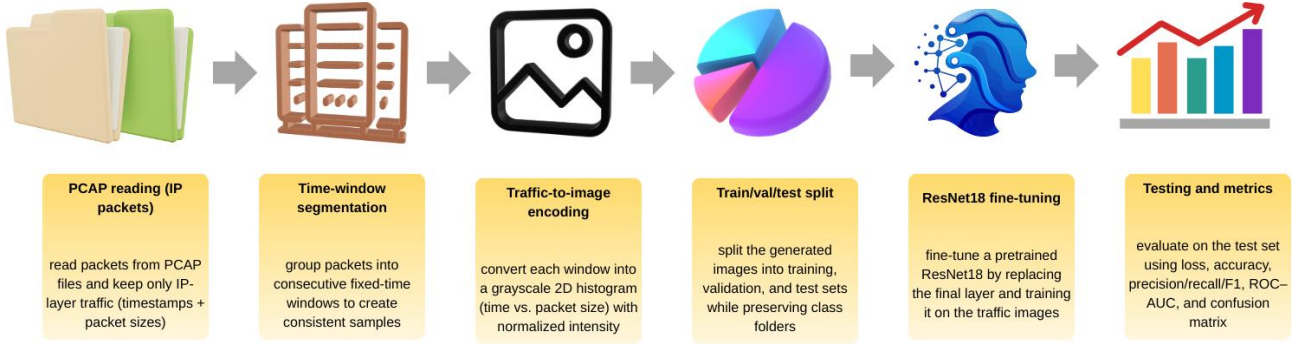 PCAP reading (IP
packets)
read packets from PCAP
files and keep only IP-
layer traffic (timestamps +
packet sizes)
Time-window
segmentation
group packets into
consecutive fixed-time
windows to create
consistent samples
Traffic-to-image
encoding
convert each window into
a grayscale 2D histogram
(time vs. packet size) with
normalized intensity
Train/val/test split
split the generated
images into training,
validation, and test sets
while preserving class
folders
ResNet18 fine-tuning
fine-tune a pretrained
ResNet18 by replacing
the final layer and training
it on the traffic images
Testing and metrics
evaluate on the test set
using loss, accuracy,
precision/recall/F1, ROC–
AUC, and confusion
matrix